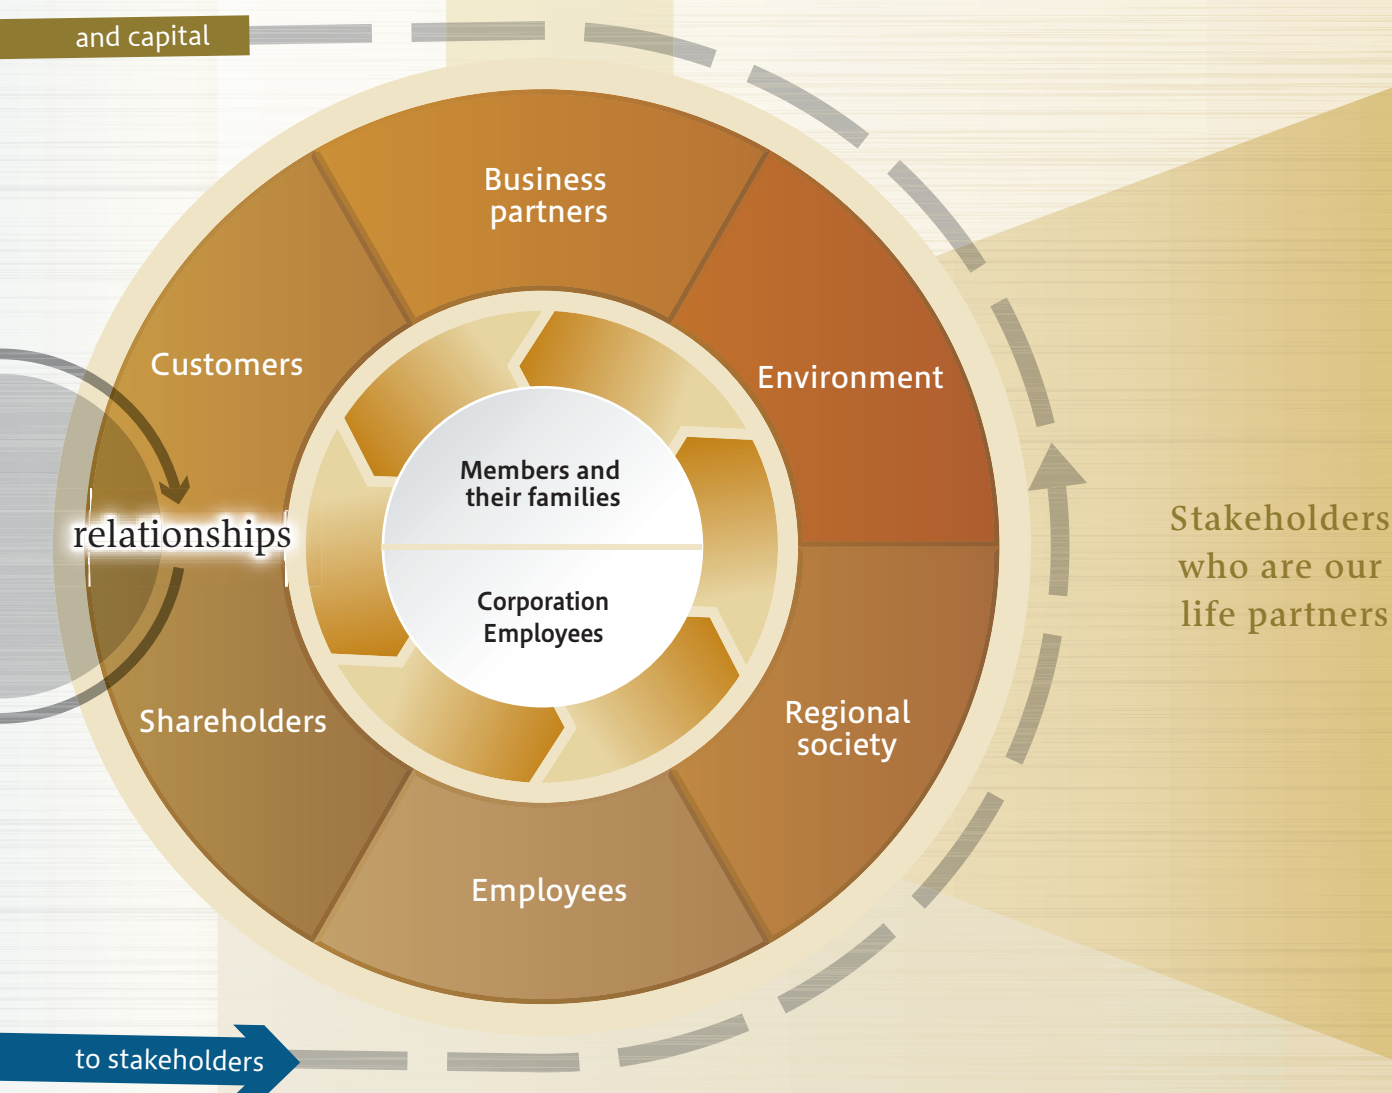 and capital
Business
partners
Customers
Environment
Members and
their families
relationships
Stakeholders
who are our
life partners
Corporation
Employees
Shareholders
Regional
society
Employees
to stakeholders